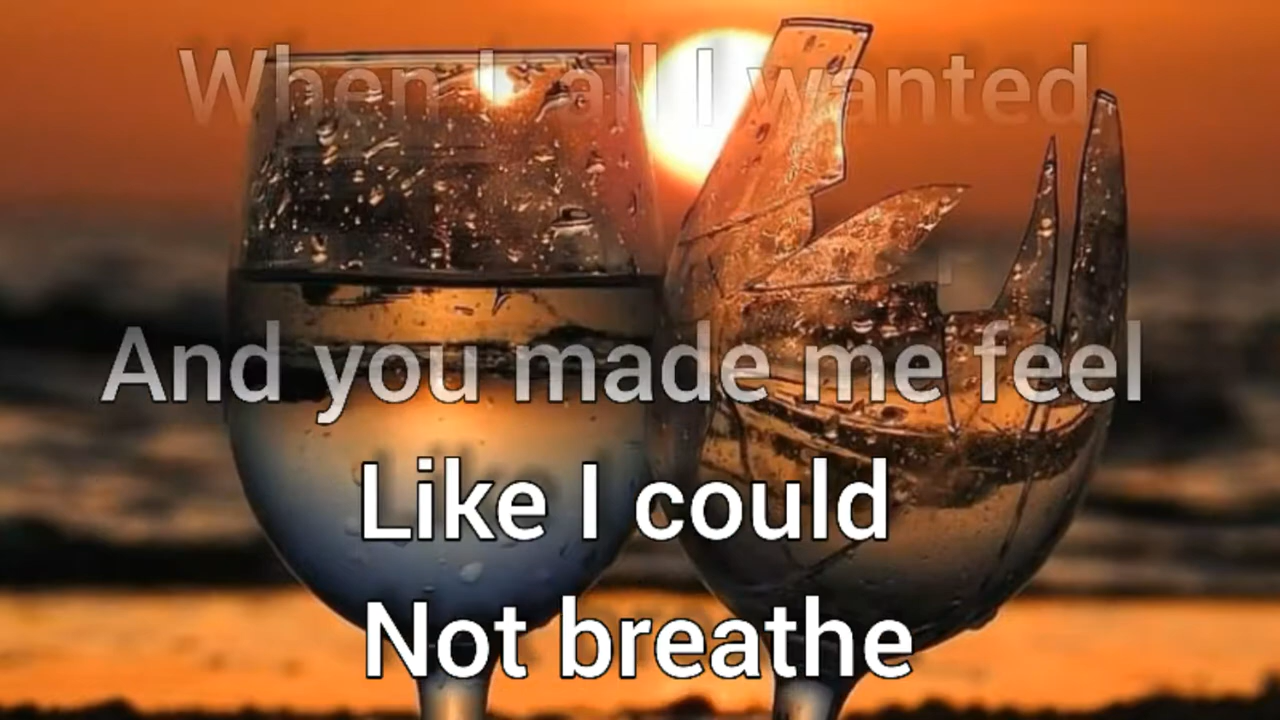 When I all I wanted
And you made me feel
Like I could
Not breathe